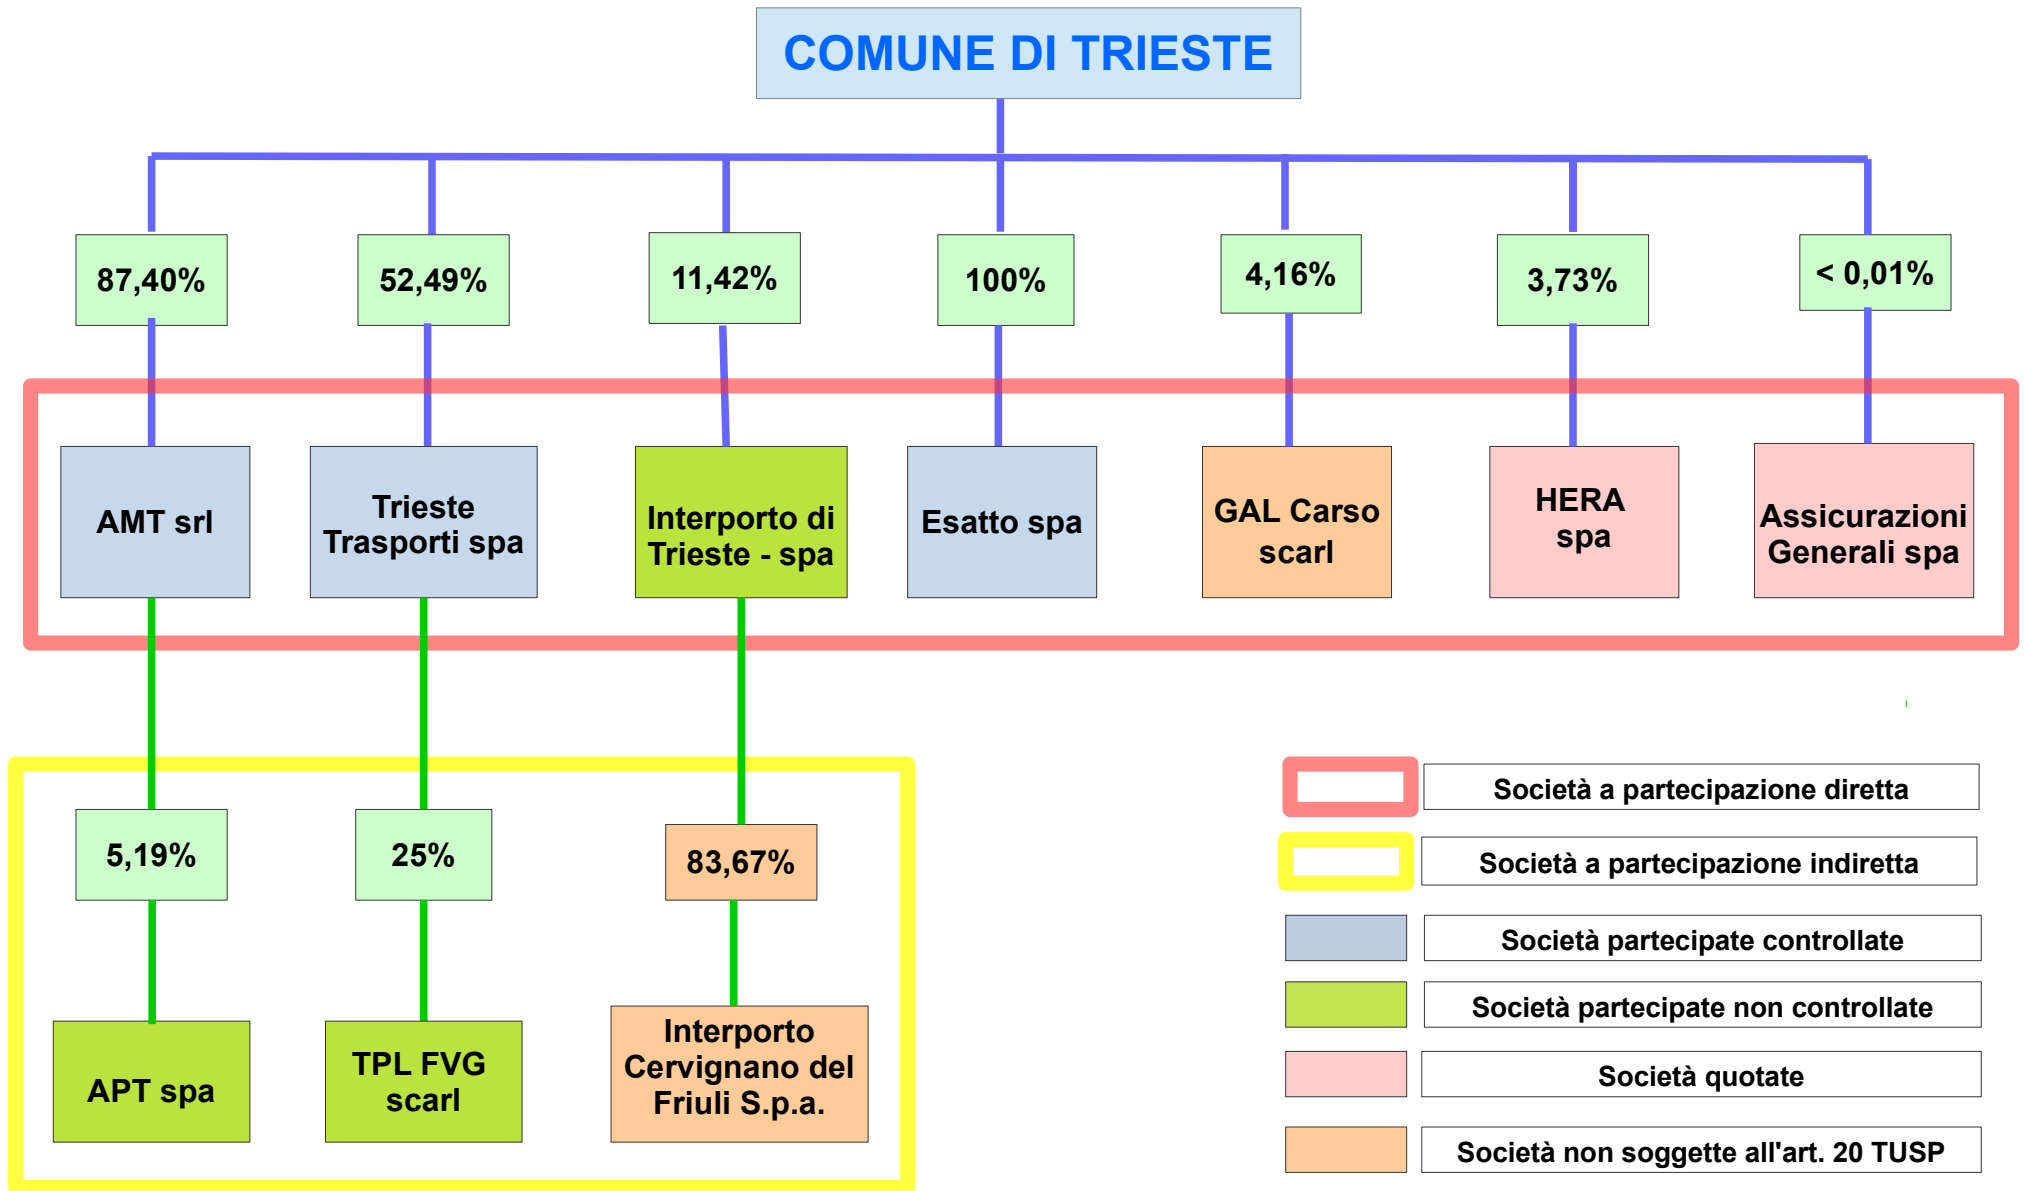 COMUNE DI TRIESTE
87,40%
52,49%
11,42%
100%
4,16%
3,73%
< 0,01%
AMT srl
Trieste
Trasporti spa
Interporto di
Trieste - spa
Esatto spa
GAL Carso
scarl
HERA
spa
Assicurazioni
Generali spa
5,19%
25%
83,67%
APT spa
TPL FVG
scarl
Interporto
Cervignano del
Friuli S.p.a.
Società a partecipazione diretta
Società a partecipazione indiretta
Società partecipate controllate
Società partecipate non controllate
Società quotate
Società non soggette all'art. 20 TUSP